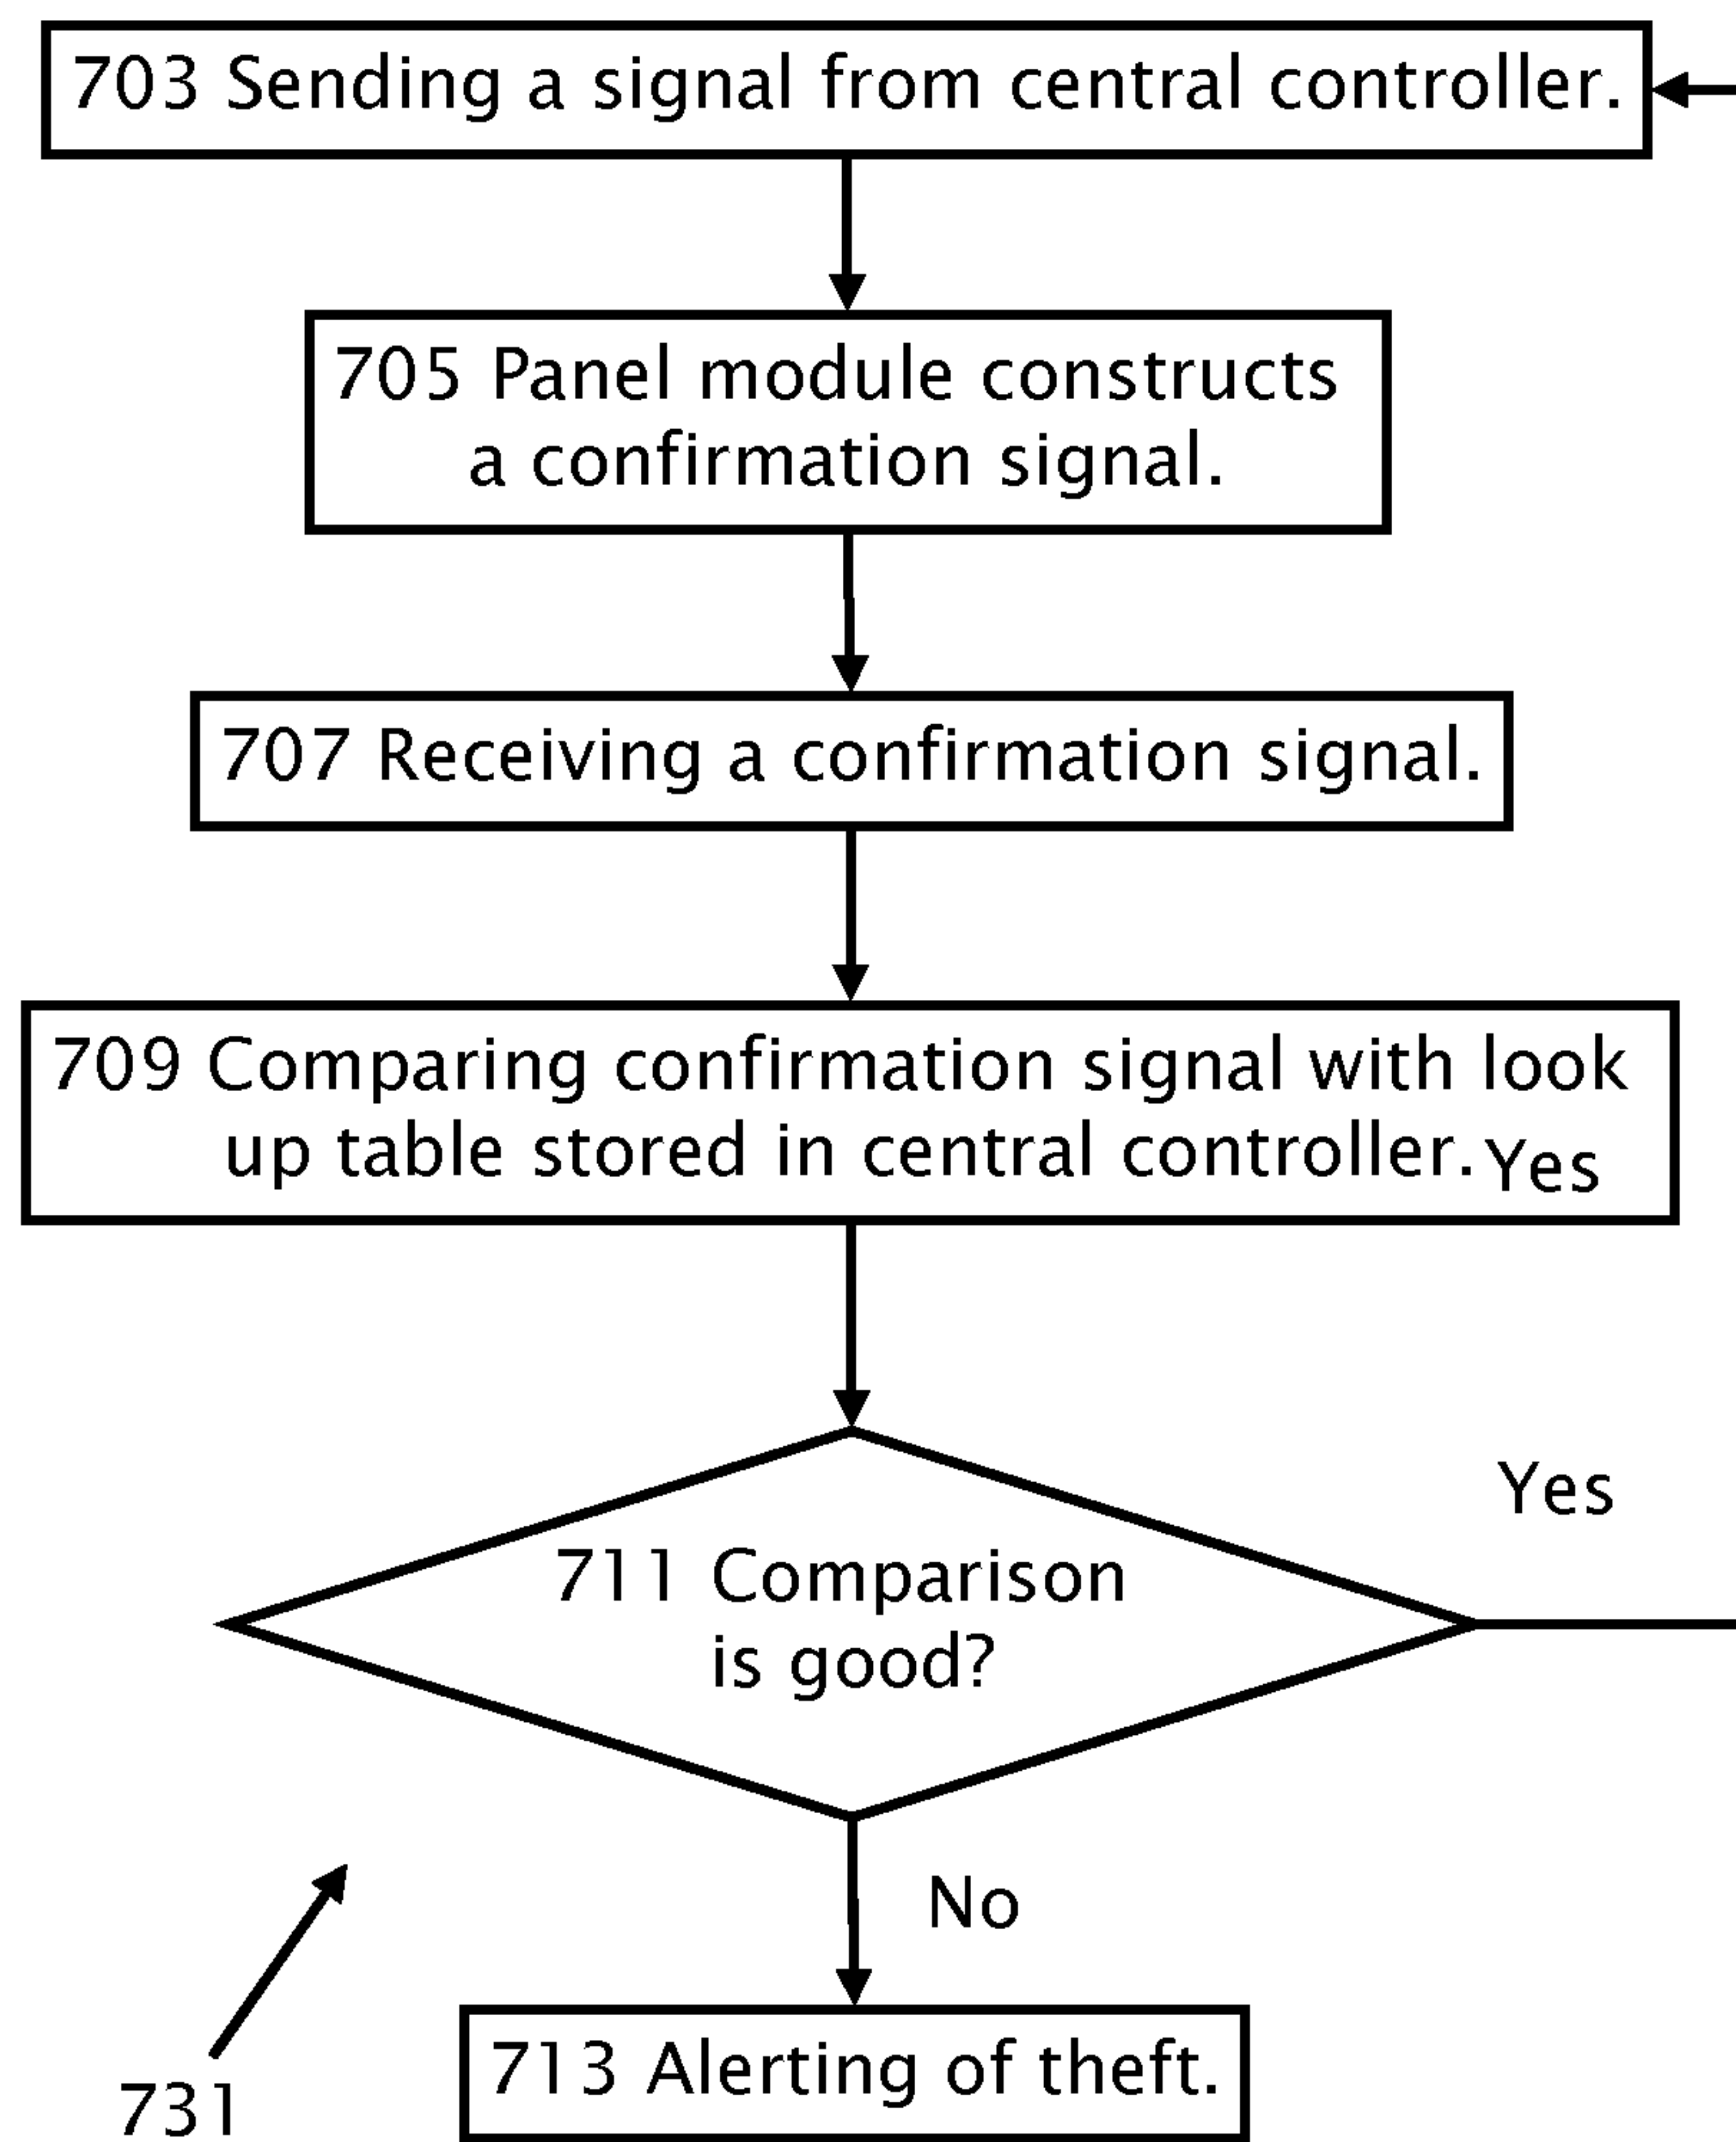 703 Sending a signal from central controller.
705 Panel module constructs
a confirmation signal.
707 Receiving a confirmation signal.
709 Comparing confirmation signal with look
up table stored in central controller. Yes
Yes
711 Comparison
is good?
No
713 Alerting of theft.
731